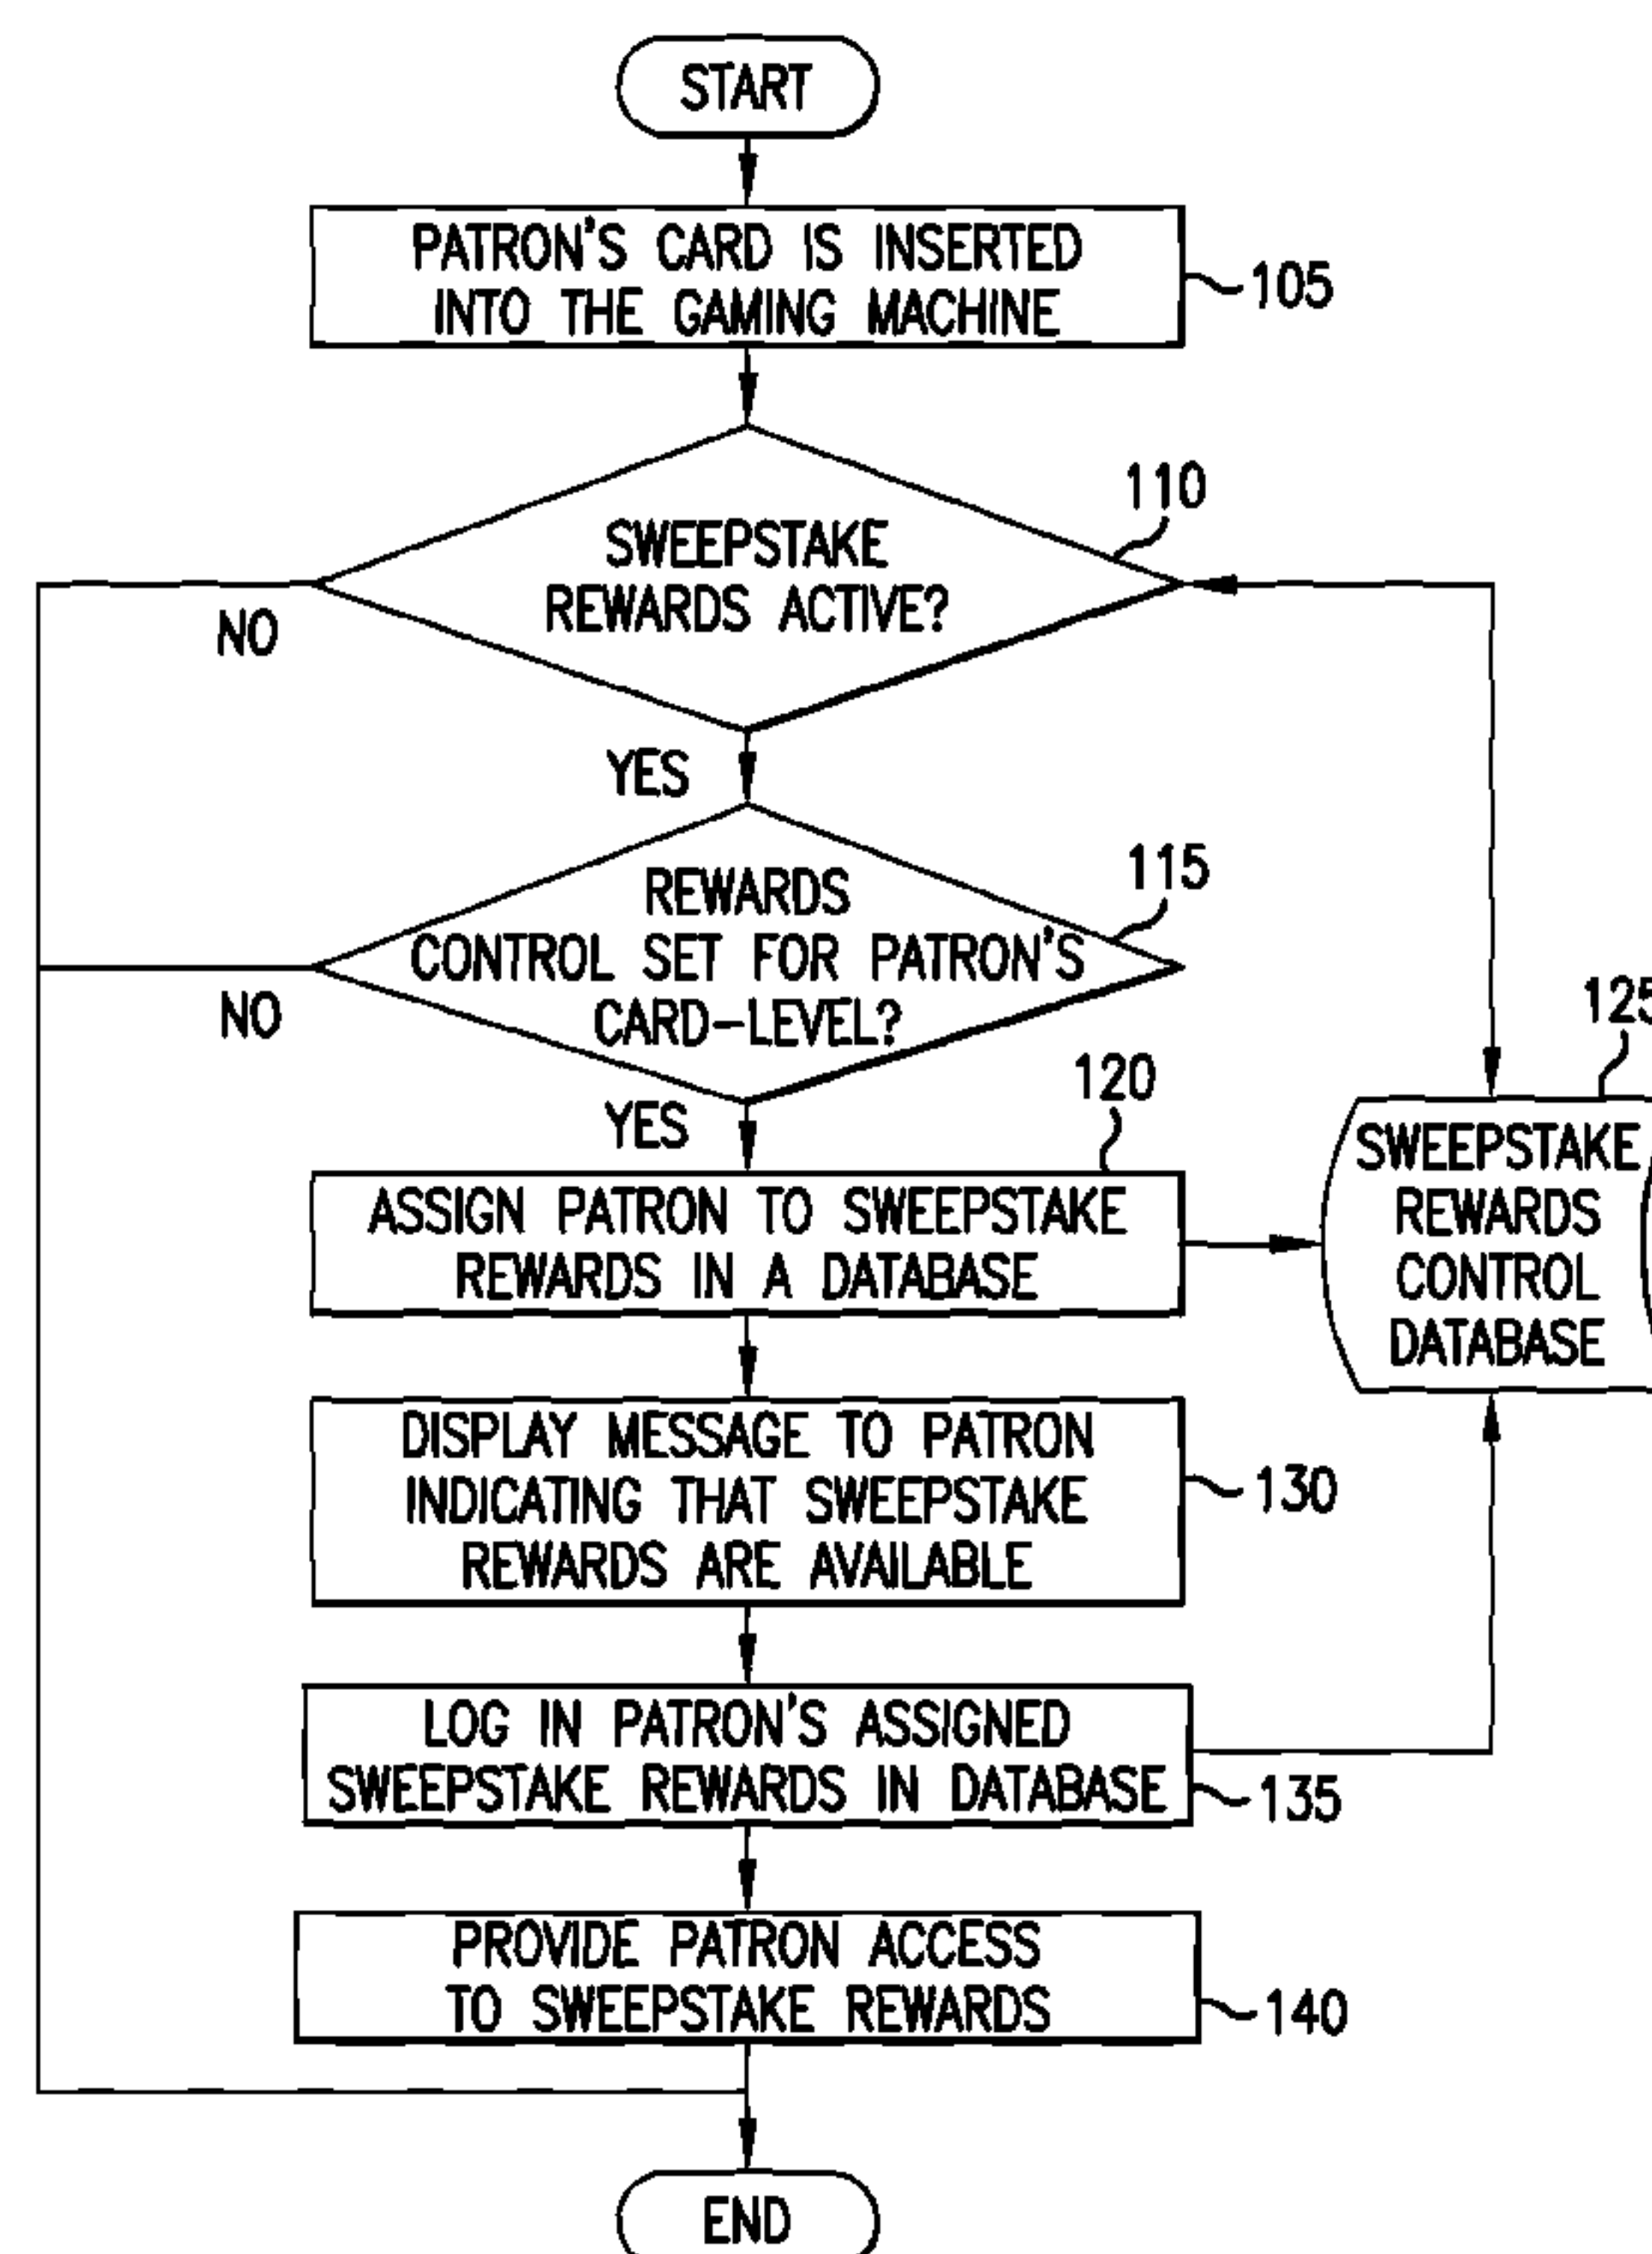 START
PATRON'S CARD IS INSERTED
INTO THE GAMING MACHINE
105
110
SWEEPSTAKE
REWARDS ACTIVE?
NO
YES
115
REWARDS
CONTROL SET FOR PATRON'S
CARD-LEVEL?
NO
YES
120
125
ASSIGN PATRON TO SWEEPSTAKE
REWARDS IN A DATABASE
SWEEPSTAKE
REWARDS
CONTROL
DATABASE
DISPLAY MESSAGE TO PATRON
INDICATING THAT SWEEPSTAKE
REWARDS ARE AVAILABLE
130
LOG IN PATRON'S ASSIGNED
SWEEPSTAKE REWARDS IN DATABASE
135
PROVIDE PATRON ACCESS
TO SWEEPSTAKE REWARDS
140
END